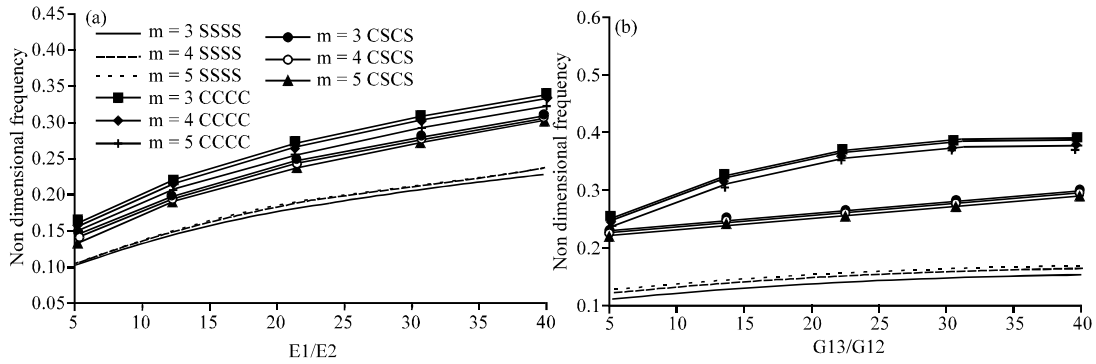 (a)
0.45
0.40
0.35
0.30
0.25
0.20
0.15
0.10
0.05
Non dimensional frequency
m = 3 SSSS
m = 4 SSSS
m = 5 SSSS
m = 3 CCCC
m = 4 CCCC
m = 5 CCCC
m = 3 CSCS
m = 4 CSCS
m = 5 CSCS
5 10 15 20 25 30 35 40
E1/E2
(b)
0.6
0.5
0.4
0.3
0.2
0.1
Non dimensional frequency
5 10 15 20 25 30 35 40
G13/G12